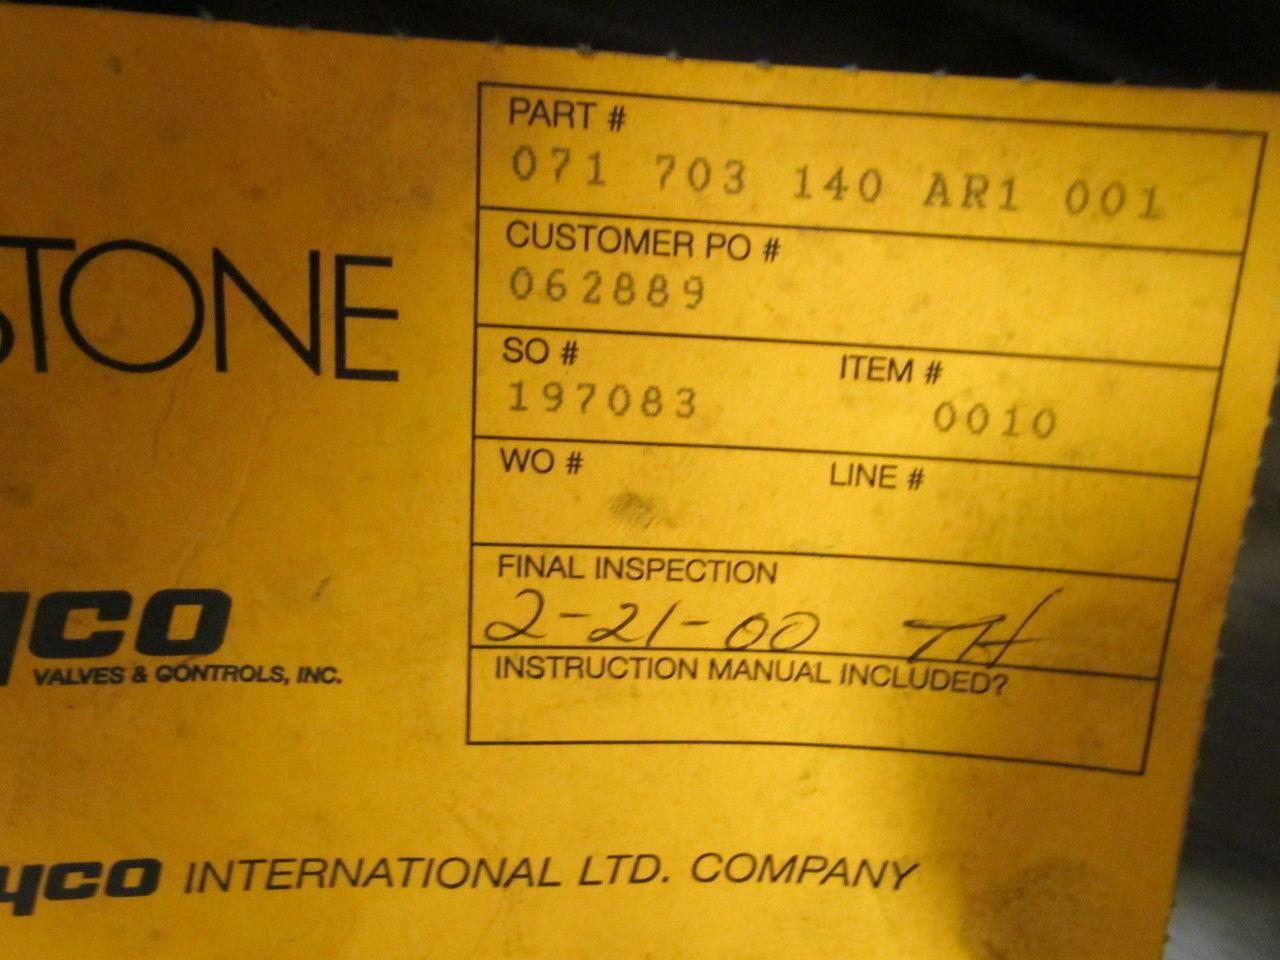 PART #
071 703 140 AR1 001
CUSTOMER PO #
062889
SO # ITEM #
197083 0010
WO # LINE #
FINAL INSPECTION
2-21-00 TH
INSTRUCTION MANUAL INCLUDED?
STONE
yco
VALVES & CONTROLS, INC.
yco INTERNATIONAL LTD. COMPANY